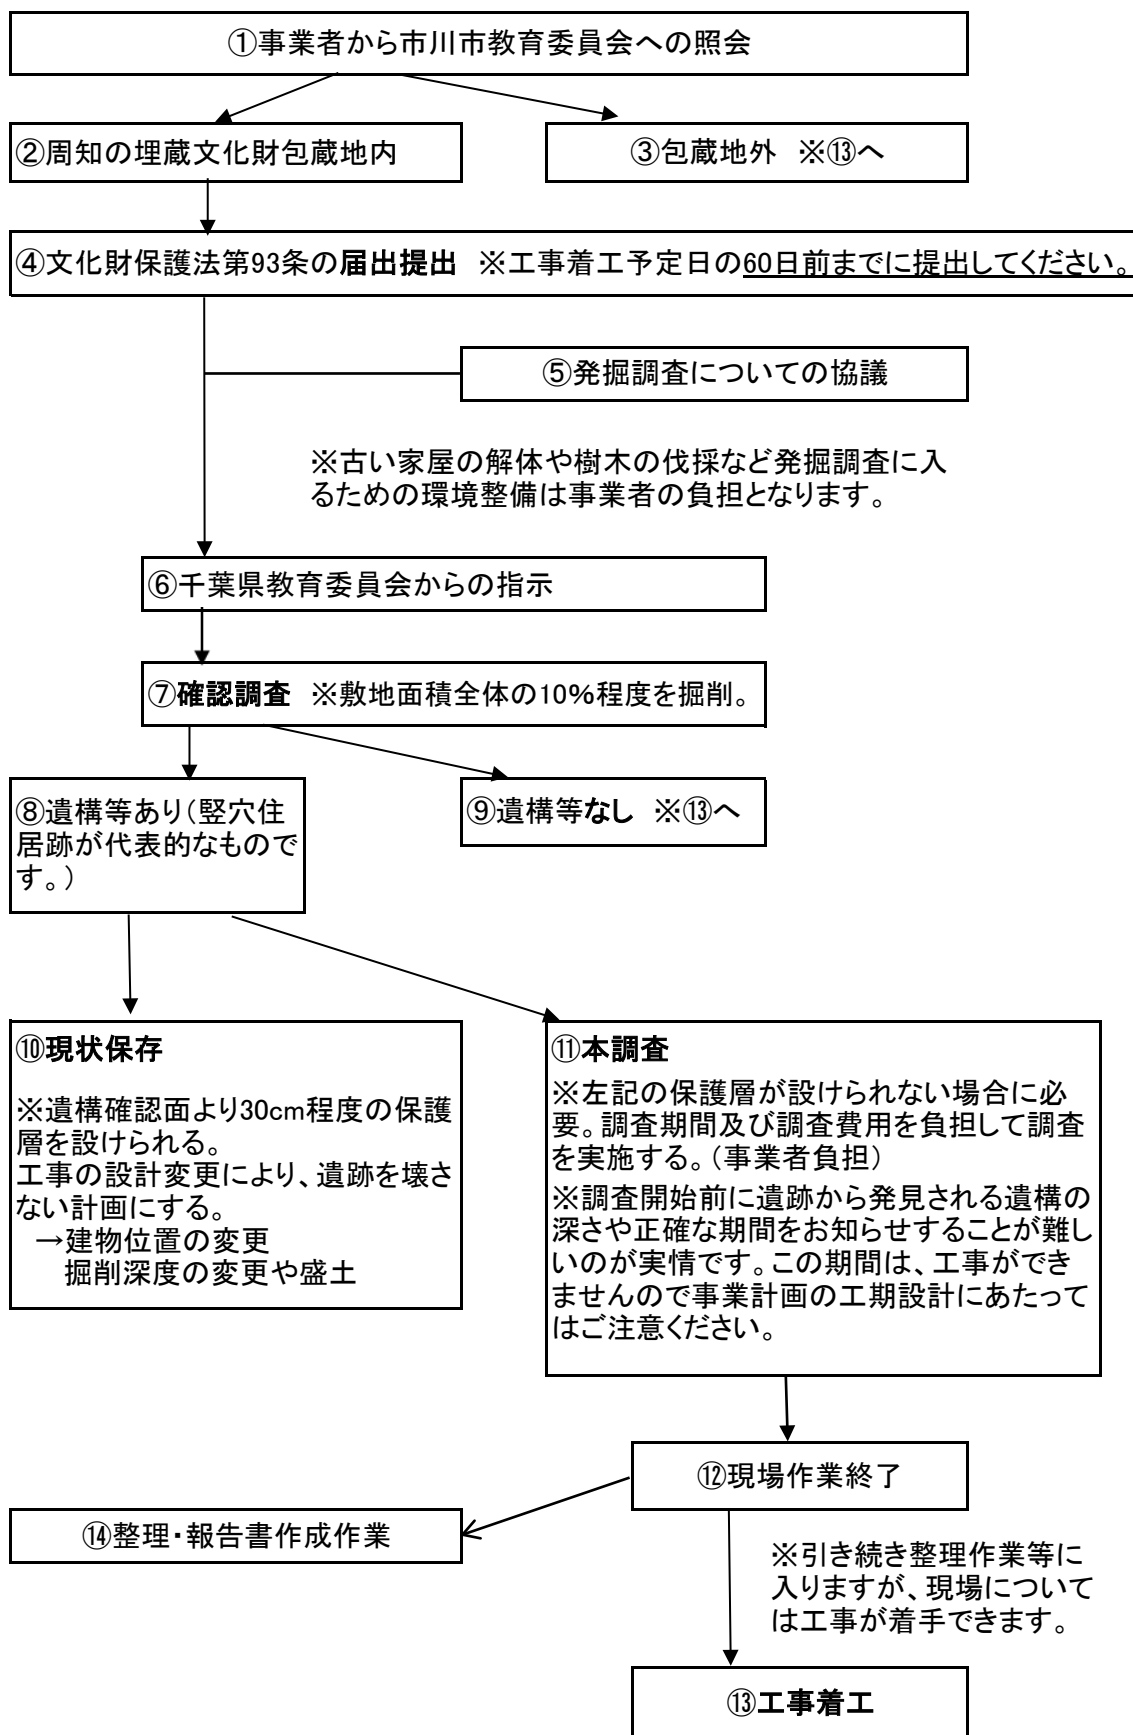 ①事業者から市川市教育委員会への照会
②周知の埋蔵文化財包蔵地内
③包蔵地外　※⑬へ
④文化財保護法第93条の届出提出　※工事着工予定日の60日前までに提出してください。
⑤発掘調査についての協議
※古い家屋の解体や樹木の伐採など発掘調査に入
るための環境整備は事業者の負担となります。
⑥千葉県教育委員会からの指示
⑦確認調査　※敷地面積全体の10%程度を掘削。
⑧遺構等あり(竪穴住
居跡が代表的なもので
す。)
⑨遺構等なし　※⑬へ
⑩現状保存
※遺構確認面より30cm程度の保護
層を設けられる。
工事の設計変更により、遺跡を壊さ
ない計画にする。
→建物位置の変更
掘削深度の変更や盛土
⑪本調査
※左記の保護層が設けられない場合に必
要。調査期間及び調査費用を負担して調査
を実施する。(事業者負担)
※調査開始前に遺跡から発見される遺構の
深さや正確な期間をお知らせすることが難し
いのが実情です。この期間は、工事ができ
ませんので事業計画の工期設計にあたって
はご注意ください。
⑫現場作業終了
⑭整理・報告書作成作業
※引き続き整理作業等に
入りますが、現場について
は工事が着手できます。
⑬工事着工